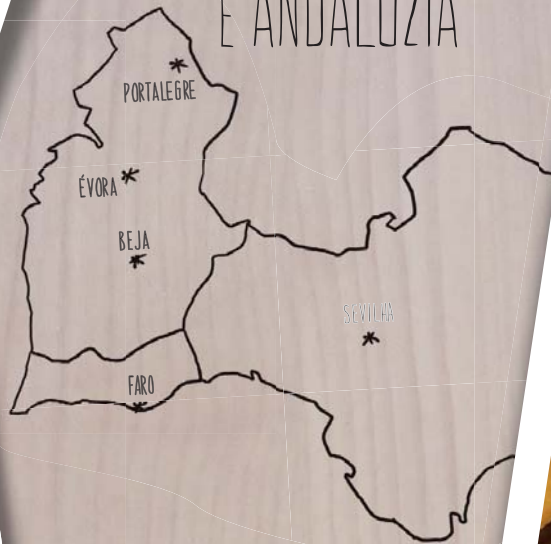 E ANDALUZIA
PORTALEGRE
ÉVORA
BEJA
SEVILHA
FARO